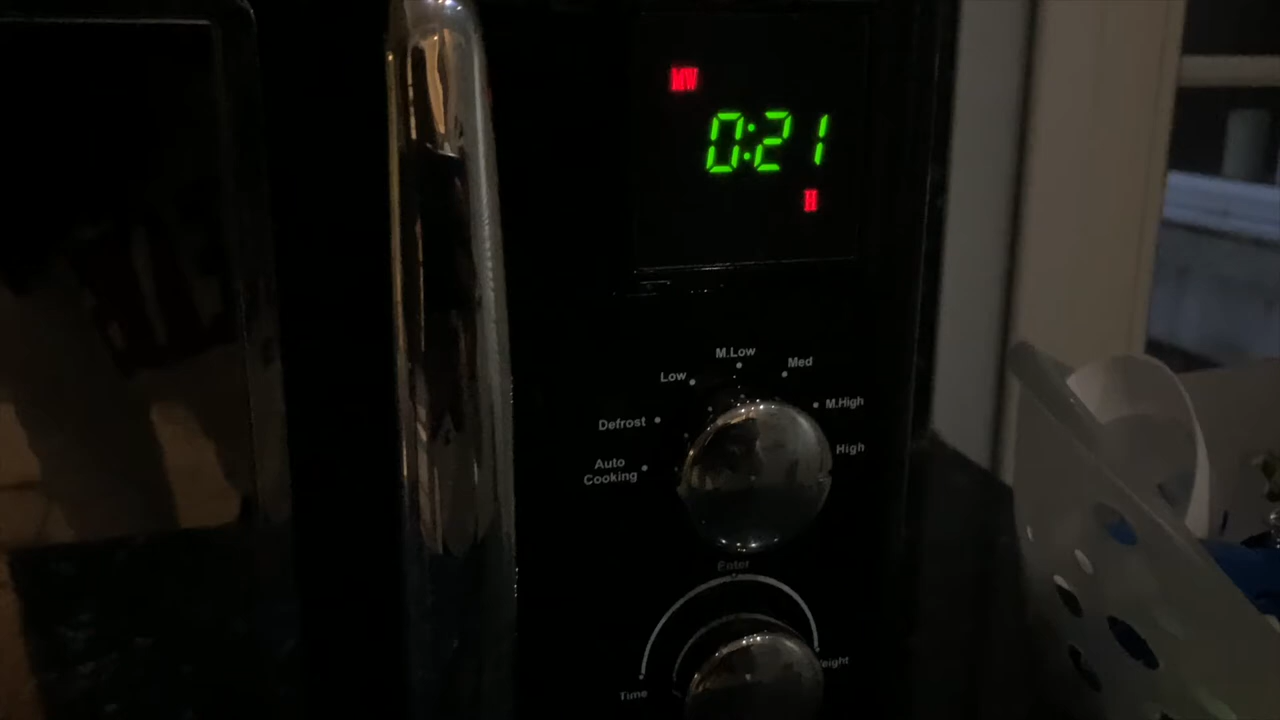 MW
0:21
H
M.Low
Med
Low
M.High
Defrost
High
Auto
Cooking
Enter
Time